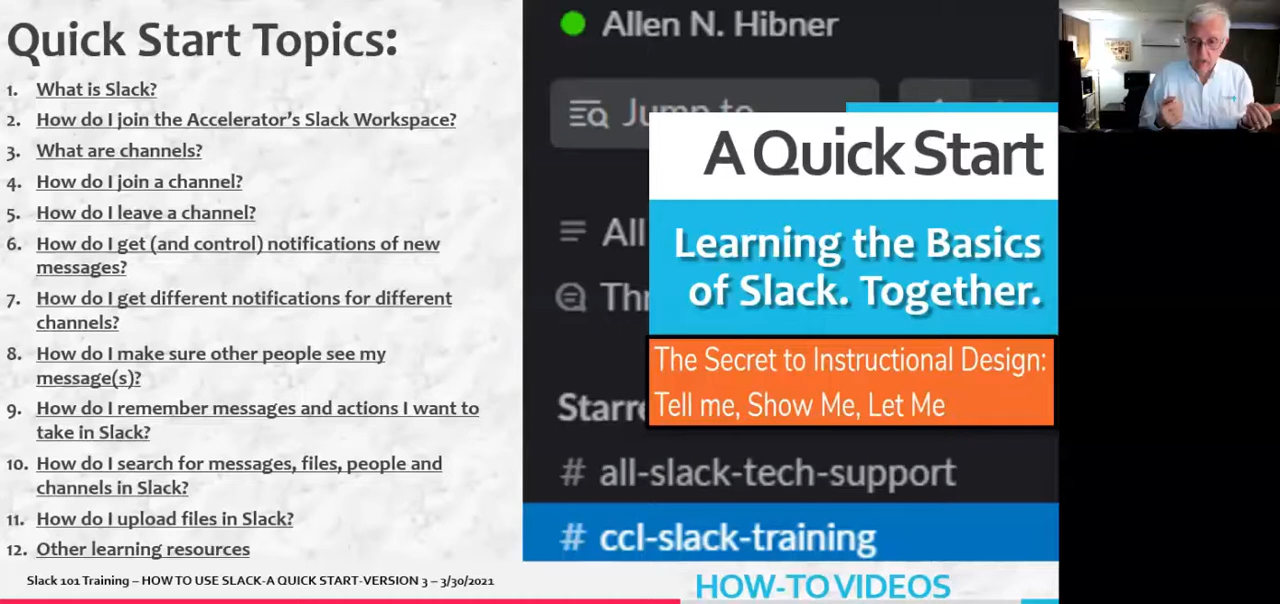 Quick Start Topics:
1. What is Slack?
2. How do I join the Accelerator's Slack Workspace?
3. What are channels?
4. How do I join a channel?
5. How do I leave a channel?
6. How do I get (and control) notifications of new
messages?
7. How do I get different notifications for different
channels?
8. How do I make sure other people see my
message(s)?
9. How do I remember messages and actions I want to
take in Slack?
10. How do I search for messages, files, people and
channels in Slack?
11. How do I upload files in Slack?
12. Other learning resources
Slack 101 Training – HOW TO USE SLACK-A QUICK START-VERSION 3 – 3/30/2021
Allen N. Hibner
Jump to
A Quick Start
All
Learning the Basics
of Slack. Together.
The Secret to Instructional Design:
Tell me, Show Me, Let Me
# all-slack-tech-support
# ccl-slack-training
HOW-TO VIDEOS